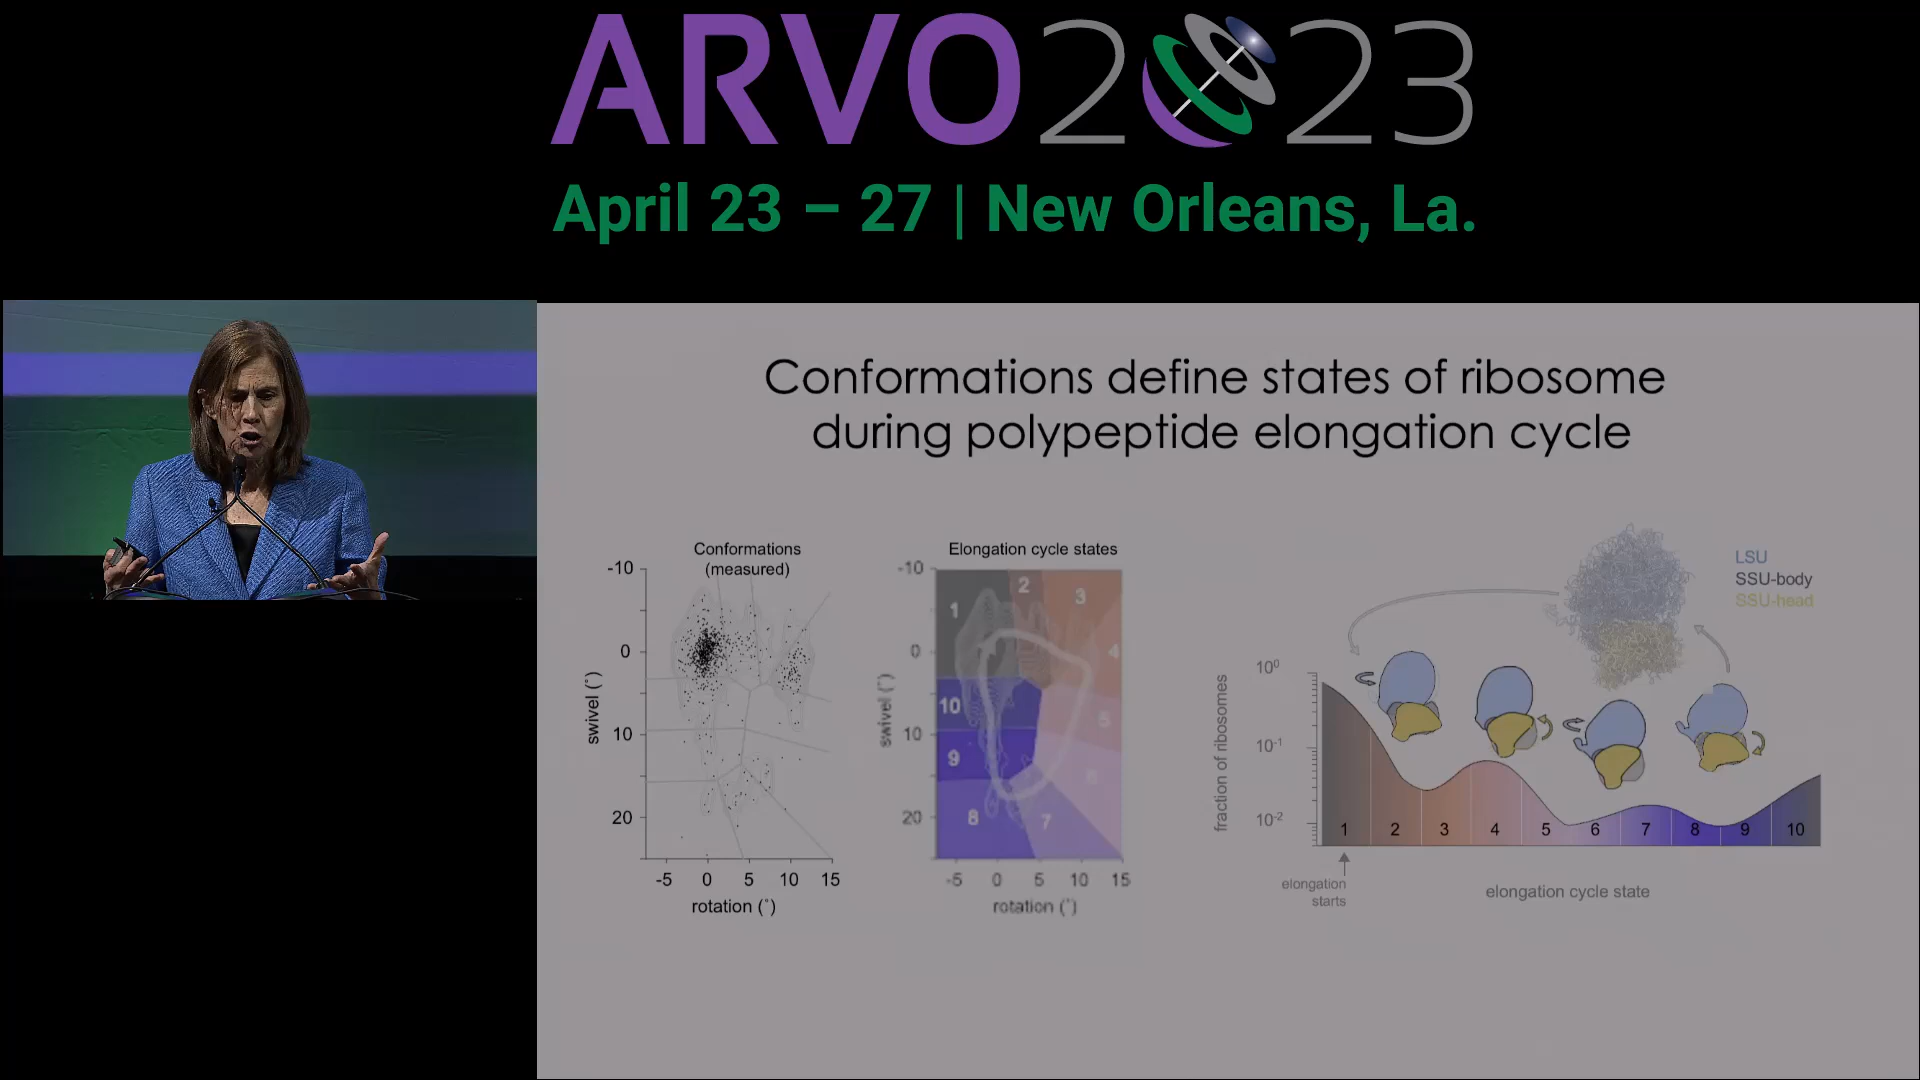 ARVO2023
April 23 – 27 | New Orleans, La.
Conformations define states of ribosome
during polypeptide elongation cycle
Conformations
(measured)
-10
0
10
20
swivel (˚)
-5 0 5 10 15
rotation (˚)
Elongation cycle states
-10
0
10
20
swivel (˚)
1
2
3
4
5
6
7
8
9
10
-5 0 5 10 15
rotation (˚)
LSU
SSU-body
SSU-head
10⁰
10⁻¹
10⁻²
fraction of ribosomes
1 2 3 4 5 6 7 8 9 10
elongation
starts
elongation cycle state